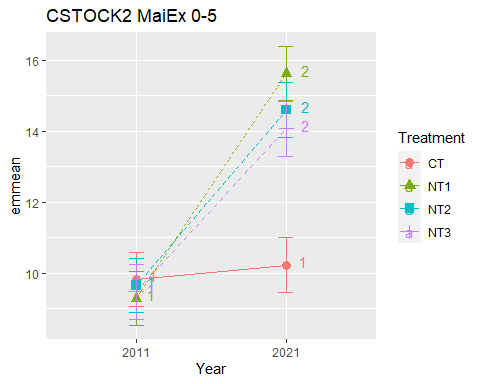 CSTOCK2 MaiEx 0-5
emmean
16
14
12
10
2
2
2
1
1
1
2011
2021
Year
Treatment
a CT
a NT1
a NT2
a NT3